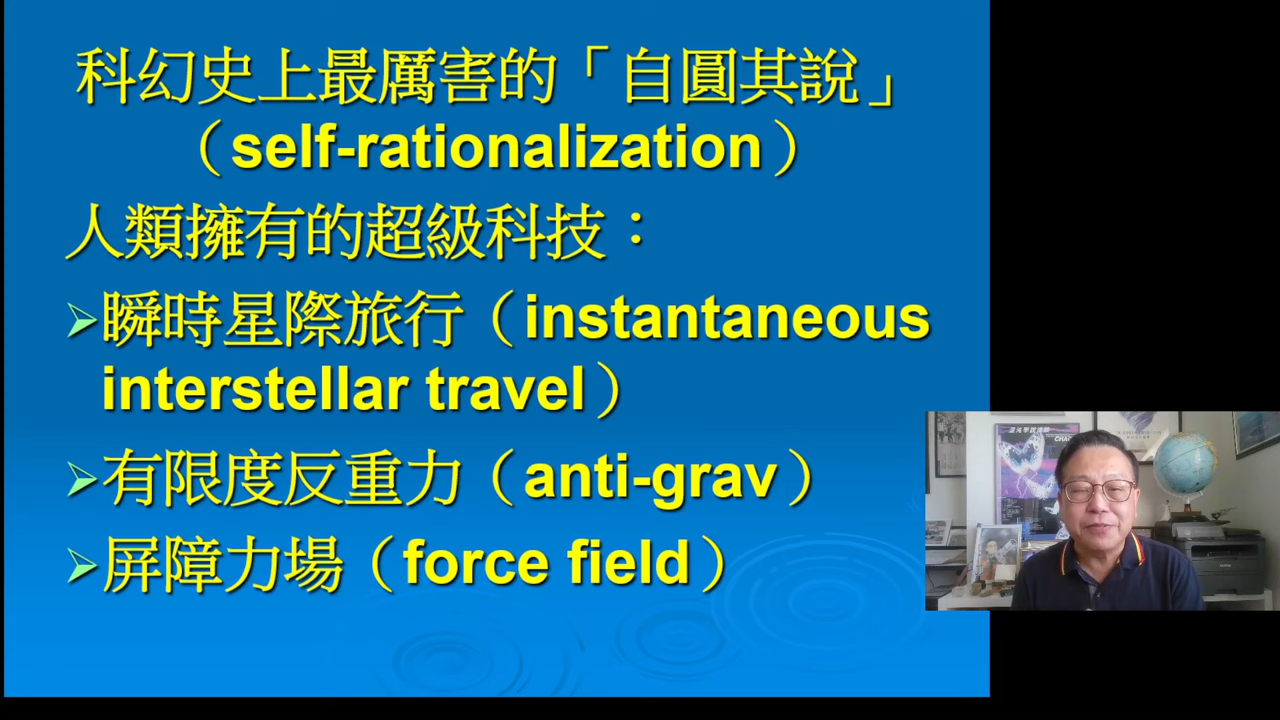 科幻史上最厲害的「自圓其說」
（self-rationalization）
人類擁有的超級科技：
瞬時星際旅行（instantaneous
interstellar travel）
有限度反重力（anti-grav）
屏障力場（force field）